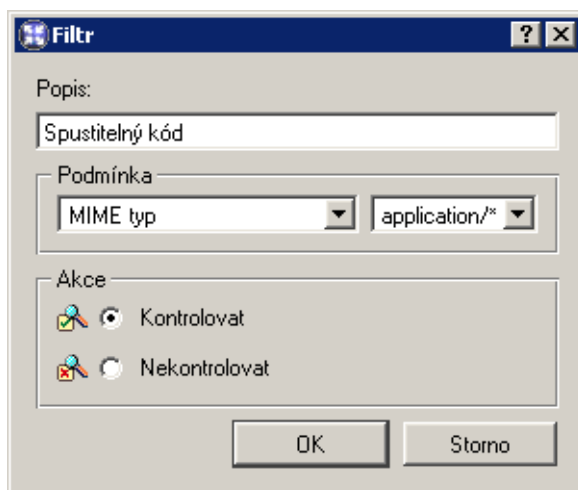 Filtr
Popis:
Spustitelný kód
Podmínka
MIME typ application/*
Akce
Kontrolovat
Nekontrolovat
OK Storno